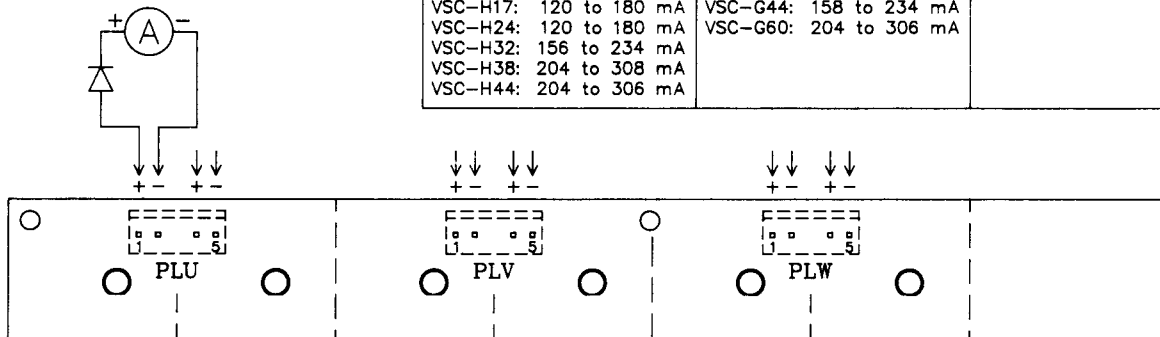 VSC-H17: 120 to 180 mA
VSC-H24: 120 to 180 mA
VSC-H32: 156 to 234 mA
VSC-H38: 204 to 308 mA
VSC-H44: 204 to 306 mA
VSC-G44: 158 to 234 mA
VSC-G60: 204 to 306 mA
+ A -
+ - + -
+ - + -
+ - + -
1 5
1 5
1 5
PLU
PLV
PLW